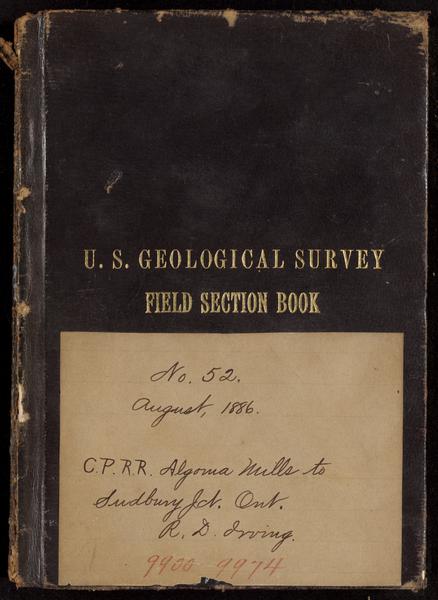 U. S. GEOLOGICAL SURVEY
FIELD SECTION BOOK
No. 52.
August, 1886.
C.P.R.R. Algoma Mills to
Sudbury Jct. Ont.
R. D. Irving.
9900 9974